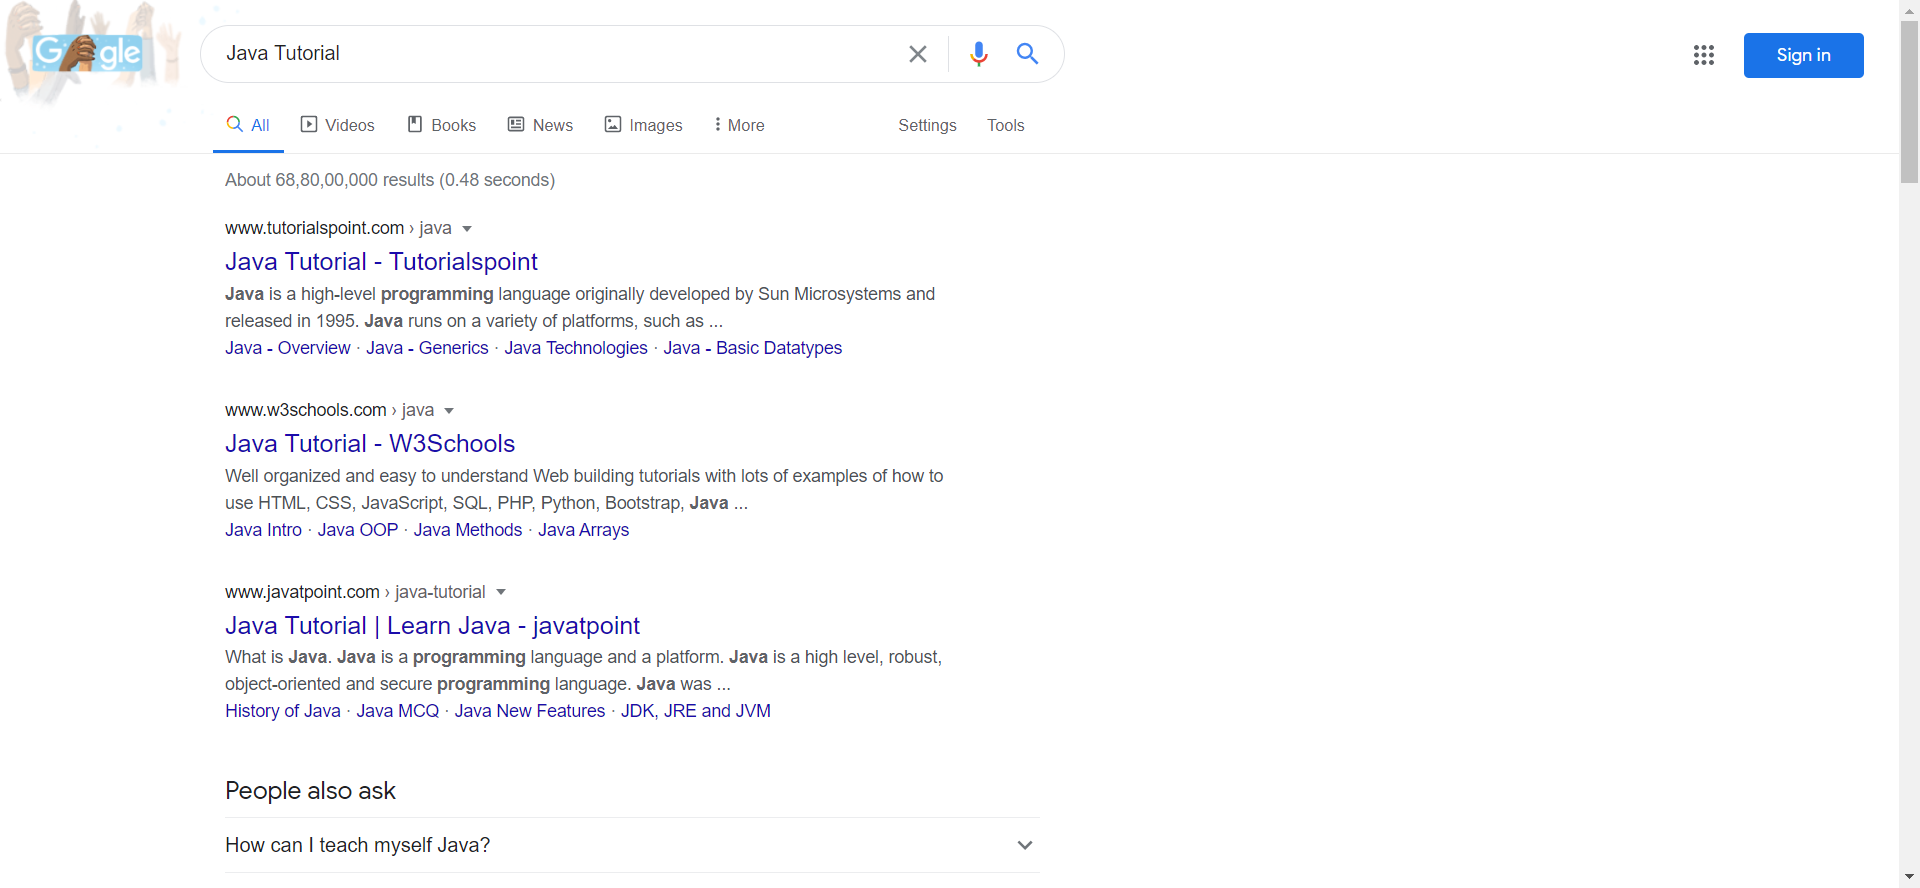 Google
Java Tutorial
Sign in
All Videos Books News Images More Settings Tools
About 68,80,00,000 results (0.48 seconds)
www.tutorialspoint.com › java
Java Tutorial - Tutorialspoint
Java is a high-level programming language originally developed by Sun Microsystems and
released in 1995. Java runs on a variety of platforms, such as ...
Java - Overview · Java - Generics · Java Technologies · Java - Basic Datatypes
www.w3schools.com › java
Java Tutorial - W3Schools
Well organized and easy to understand Web building tutorials with lots of examples of how to
use HTML, CSS, JavaScript, SQL, PHP, Python, Bootstrap, Java ...
Java Intro · Java OOP · Java Methods · Java Arrays
www.javatpoint.com › java-tutorial
Java Tutorial | Learn Java - javatpoint
What is Java. Java is a programming language and a platform. Java is a high level, robust,
object-oriented and secure programming language. Java was ...
History of Java · Java MCQ · Java New Features · JDK, JRE and JVM
People also ask
How can I teach myself Java?